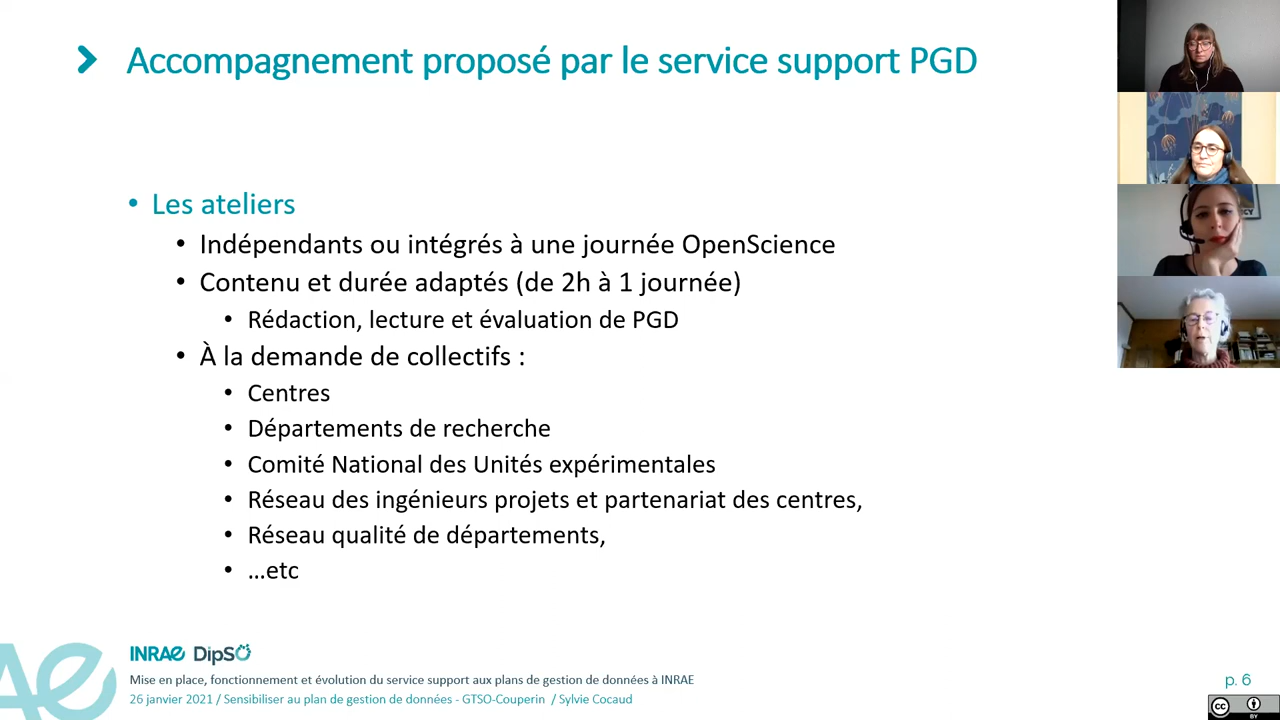 Accompagnement proposé par le service support PGD
• Les ateliers
• Indépendants ou intégrés à une journée OpenScience
• Contenu et durée adaptés (de 2h à 1 journée)
• Rédaction, lecture et évaluation de PGD
• À la demande de collectifs :
• Centres
• Départements de recherche
• Comité National des Unités expérimentales
• Réseau des ingénieurs projets et partenariat des centres,
• Réseau qualité de départements,
• …etc
INRAE DipSO
Mise en place, fonctionnement et évolution du service support aux plans de gestion de données à INRAE
26 janvier 2021 / Sensibiliser au plan de gestion de données - GTSO-Couperin / Sylvie Cocaud
p. 6
cc BY